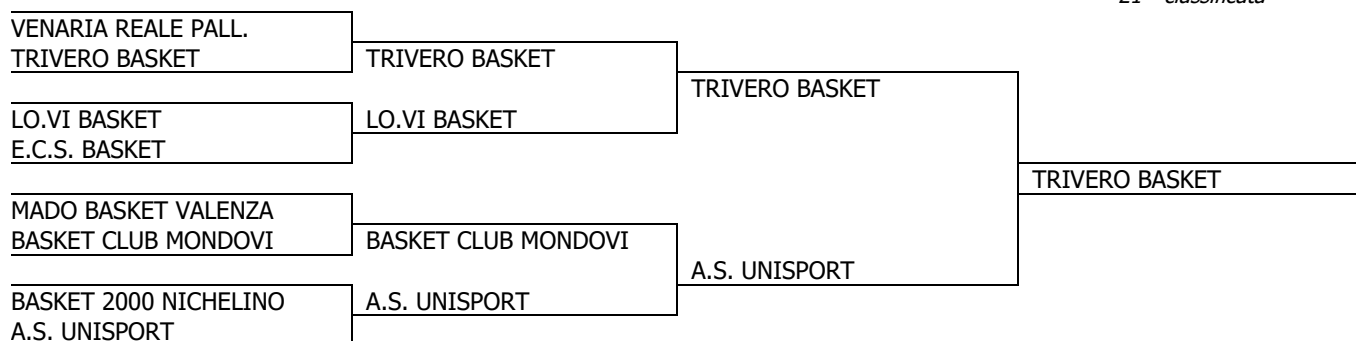 VENARIA REALE PALL.
TRIVERO BASKET
TRIVERO BASKET
TRIVERO BASKET
LO.VI BASKET
LO.VI BASKET
E.C.S. BASKET
TRIVERO BASKET
MADO BASKET VALENZA
BASKET CLUB MONDOVI
BASKET CLUB MONDOVI
A.S. UNISPORT
BASKET 2000 NICHELINO
A.S. UNISPORT
A.S. UNISPORT